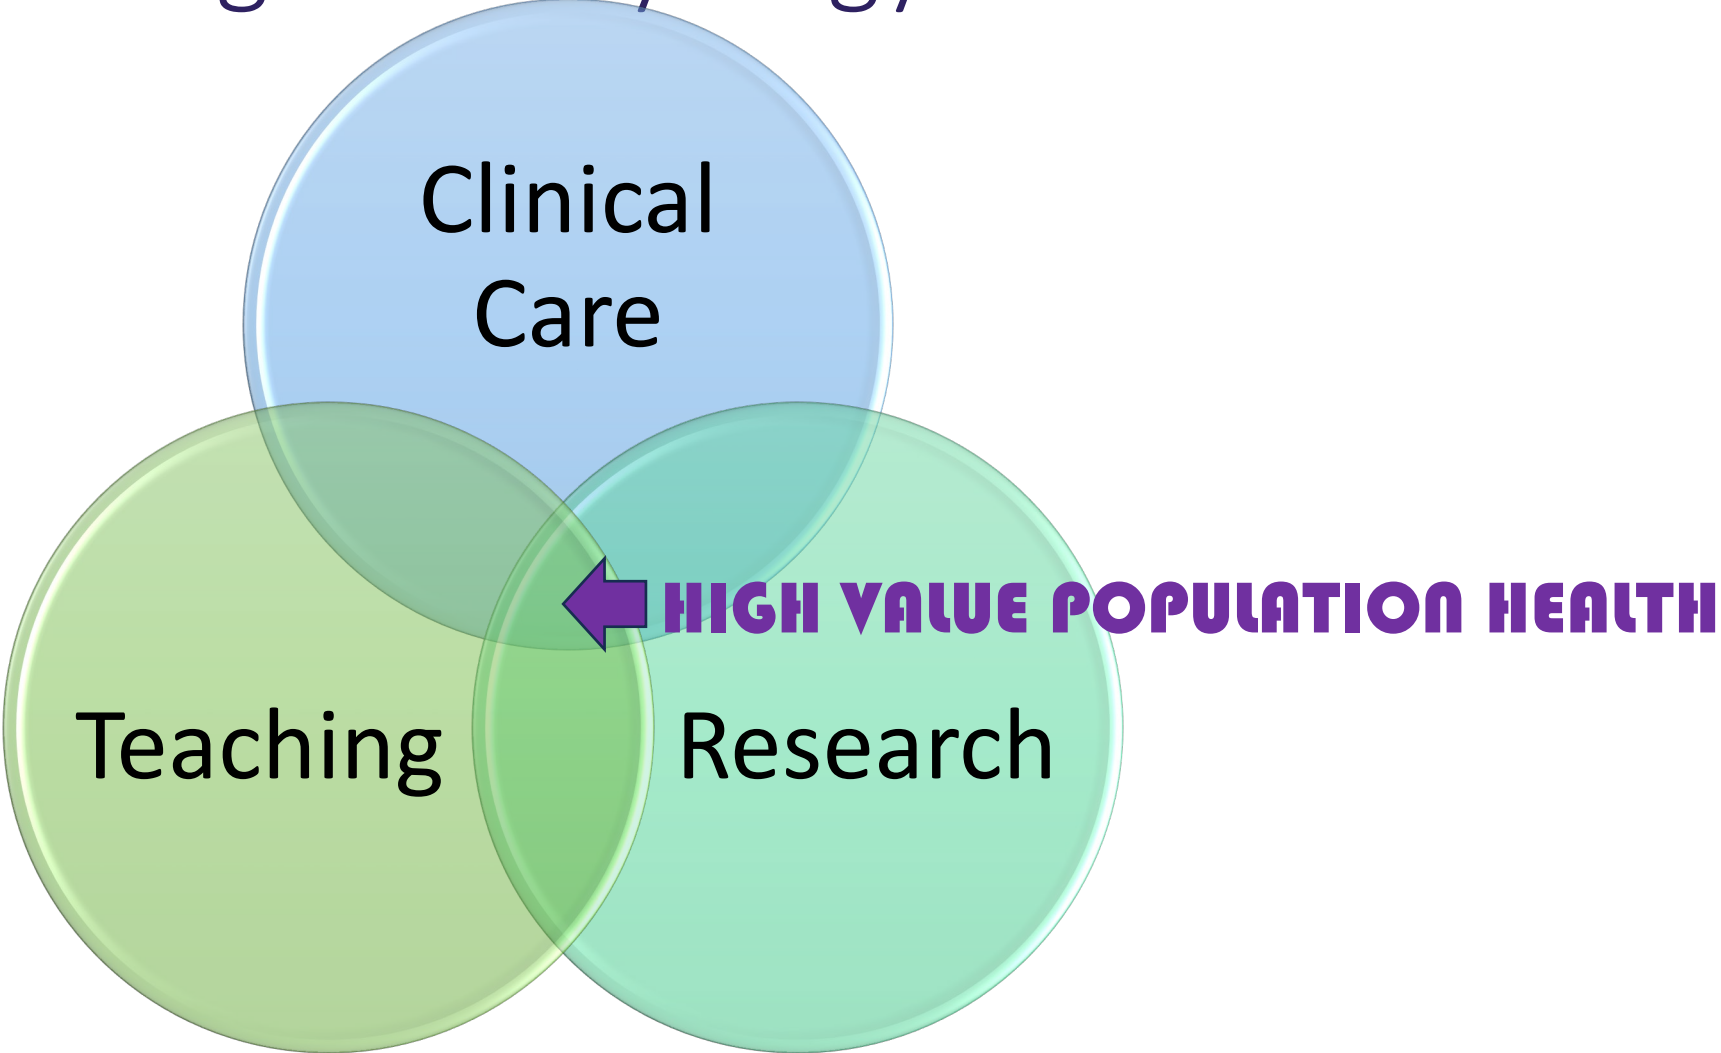 Clinical
Care
HIGH VALUE POPULATION HEALTH
Teaching
Research